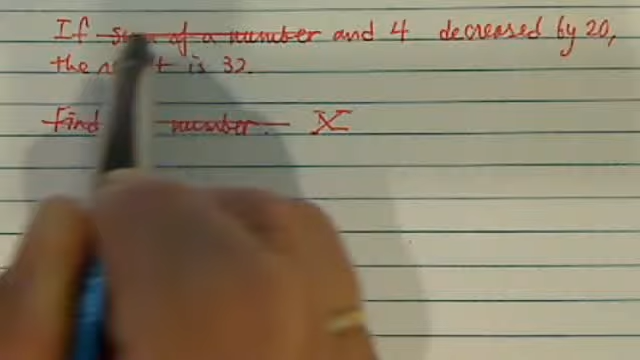 If sum of a number and 4 decreased by 20,
the is 32.
Find number. X